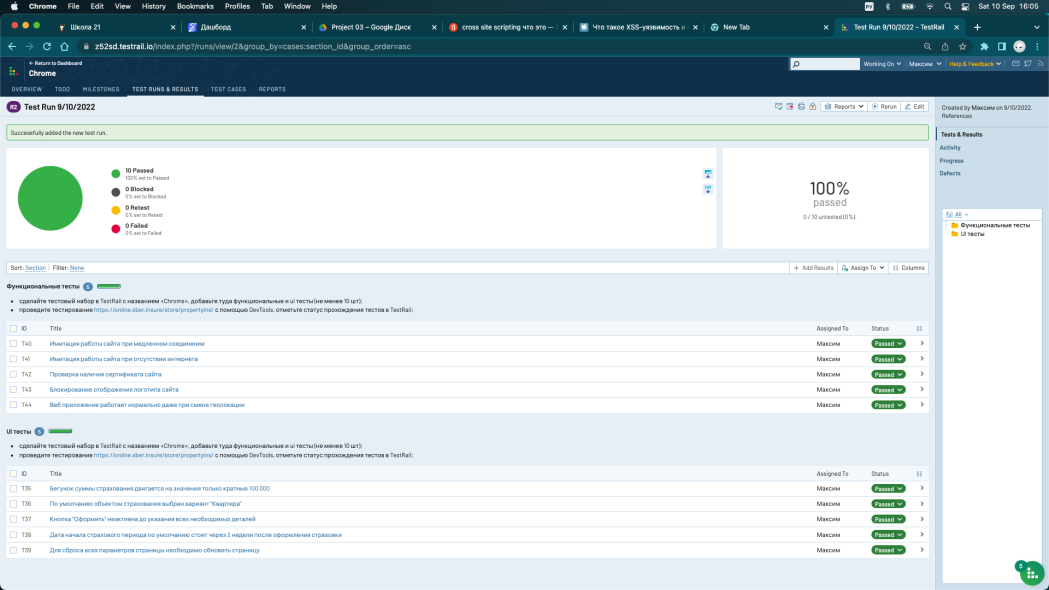 Chrome File Edit View History Bookmarks Profiles Tab Window Help
РУ Sat 10 Sep 16:05
Школа 21
Дашборд
Project 03 – Google Диск
cross site scripting что это —
Что такое XSS-уязвимость и
New Tab
Test Run 9/10/2022 – TestRail
z52sd.testrail.io/index.php?/runs/view/2&group_by=cases:section_id&group_order=asc
← Return to Dashboard
Chrome
Working On Максим Help & Feedback
OVERVIEW TODO MILESTONES TEST RUNS & RESULTS TEST CASES REPORTS
R2 Test Run 9/10/2022
Reports Rerun Edit
Successfully added the new test run.
10 Passed
100% set to Passed
0 Blocked
0% set to Blocked
0 Retest
0% set to Retest
0 Failed
0% set to Failed
100%
passed
0 / 10 untested (0%).
Sort: Section Filter: None
+ Add Results Assign To Columns
Функциональные тесты 5
• сделайте тестовый набор в TestRail с названием «Chrome», добавьте туда функциональные и ui тесты (не менее 10 шт);
• проведите тестирование https://online.sber.insure/store/propertyins/ с помощью DevTools, отметьте статус прохождения тестов в TestRail;
ID Title Assigned To Status
T40 Имитация работы сайта при медленном соединении Максим Passed
T41 Имитация работы сайта при отсутствии интернета Максим Passed
T42 Проверка наличия сертификата сайта Максим Passed
T43 Блокирование отображения логотипа сайта Максим Passed
T44 Веб приложение работает нормально даже при смене геолокации Максим Passed
UI тесты 5
• сделайте тестовый набор в TestRail с названием «Chrome», добавьте туда функциональные и ui тесты (не менее 10 шт);
• проведите тестирование https://online.sber.insure/store/propertyins/ с помощью DevTools, отметьте статус прохождения тестов в TestRail;
ID Title Assigned To Status
T35 Бегунок суммы страхования двигается на значения только кратные 100 000 Максим Passed
T36 По умолчанию объектом страхования выбран вариант "Квартира" Максим Passed
T37 Кнопка "Оформить" неактивна до указания всех необходимых деталей Максим Passed
T38 Дата начала страхового периода по умолчанию стоит через 2 недели после оформления страховки Максим Passed
T39 Для сброса всех параметров страницы необходимо обновить страницу Максим Passed
Created by Максим on 9/10/2022.
References
Tests & Results
Activity
Progress
Defects
All
Функциональные тесты
UI тесты
5